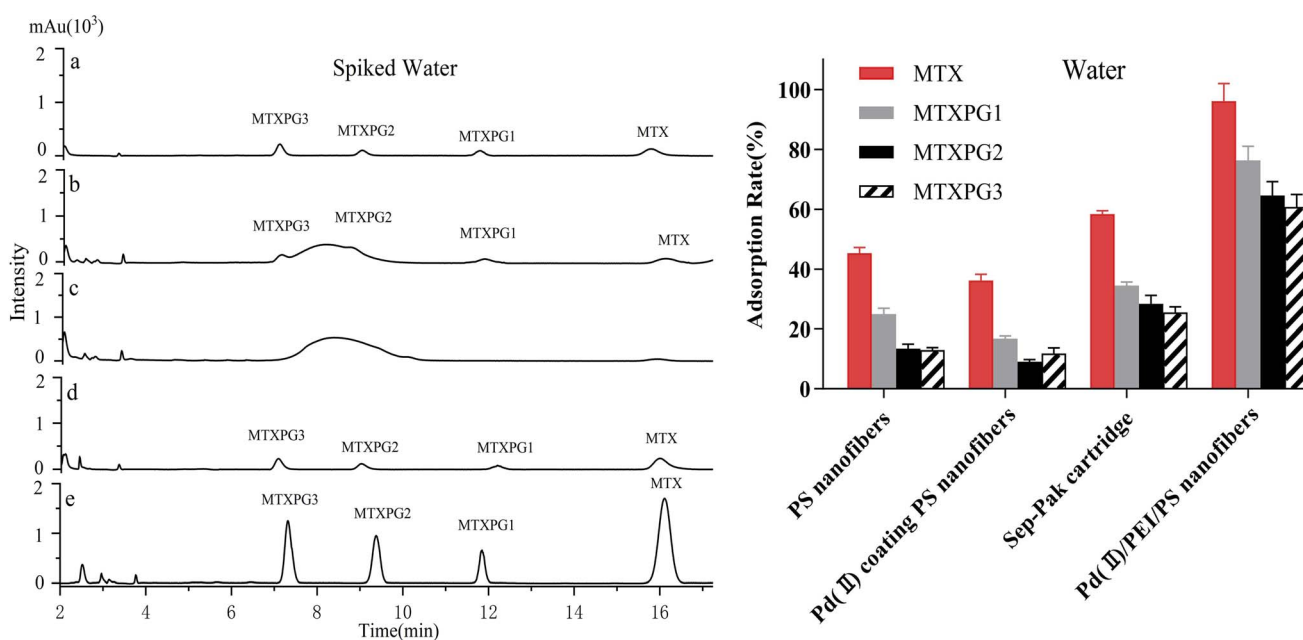 mAu(10³)
Spiked Water
a
2
1
0
MTXPG3
MTXPG2
MTXPG1
MTX
b
2
1
0
MTXPG3
MTXPG2
MTXPG1
MTX
c
2
1
0
d
2
1
0
MTXPG3
MTXPG2
MTXPG1
MTX
e
2
1
0
MTXPG3
MTXPG2
MTXPG1
MTX
Intensity
2 4 6 8 10 12 14 16
Time(min)
Water
MTX
MTXPG1
MTXPG2
MTXPG3
Adsorption Rate(%)
100
80
60
40
20
0
PS nanofibers
Pd(Ⅱ) coating PS nanofibers
Sep-Pak cartridge
Pd(Ⅱ)/PEI/PS nanofibers